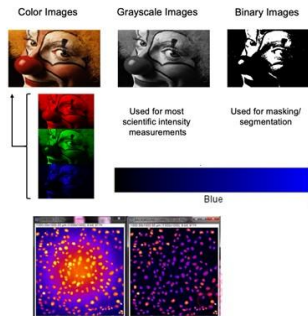 Color Images
Grayscale Images
Binary Images
Used for most
scientific intensity
measurements
Used for masking/
segmentation
Blue